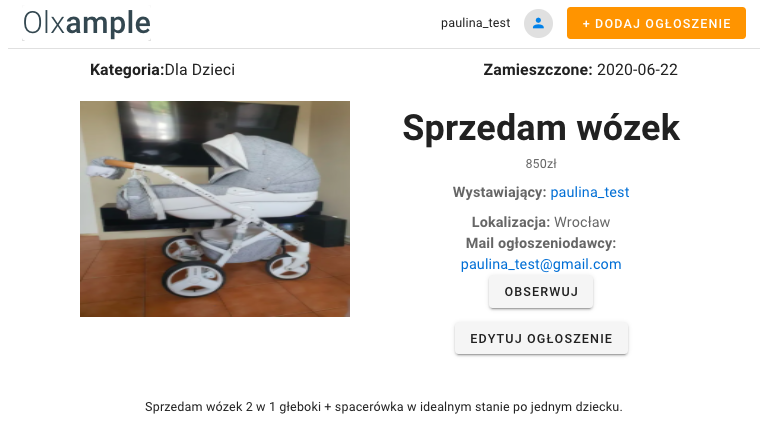 Olxample
paulina_test
+ DODAJ OGŁOSZENIE
Kategoria:Dla Dzieci
Zamieszczone: 2020-06-22
Sprzedam wózek
850zł
Wystawiający: paulina_test
Lokalizacja: Wrocław
Mail ogłoszeniodawcy:
paulina_test@gmail.com
OBSERWUJ
EDYTUJ OGŁOSZENIE
Sprzedam wózek 2 w 1 głeboki + spacerówka w idealnym stanie po jednym dziecku.